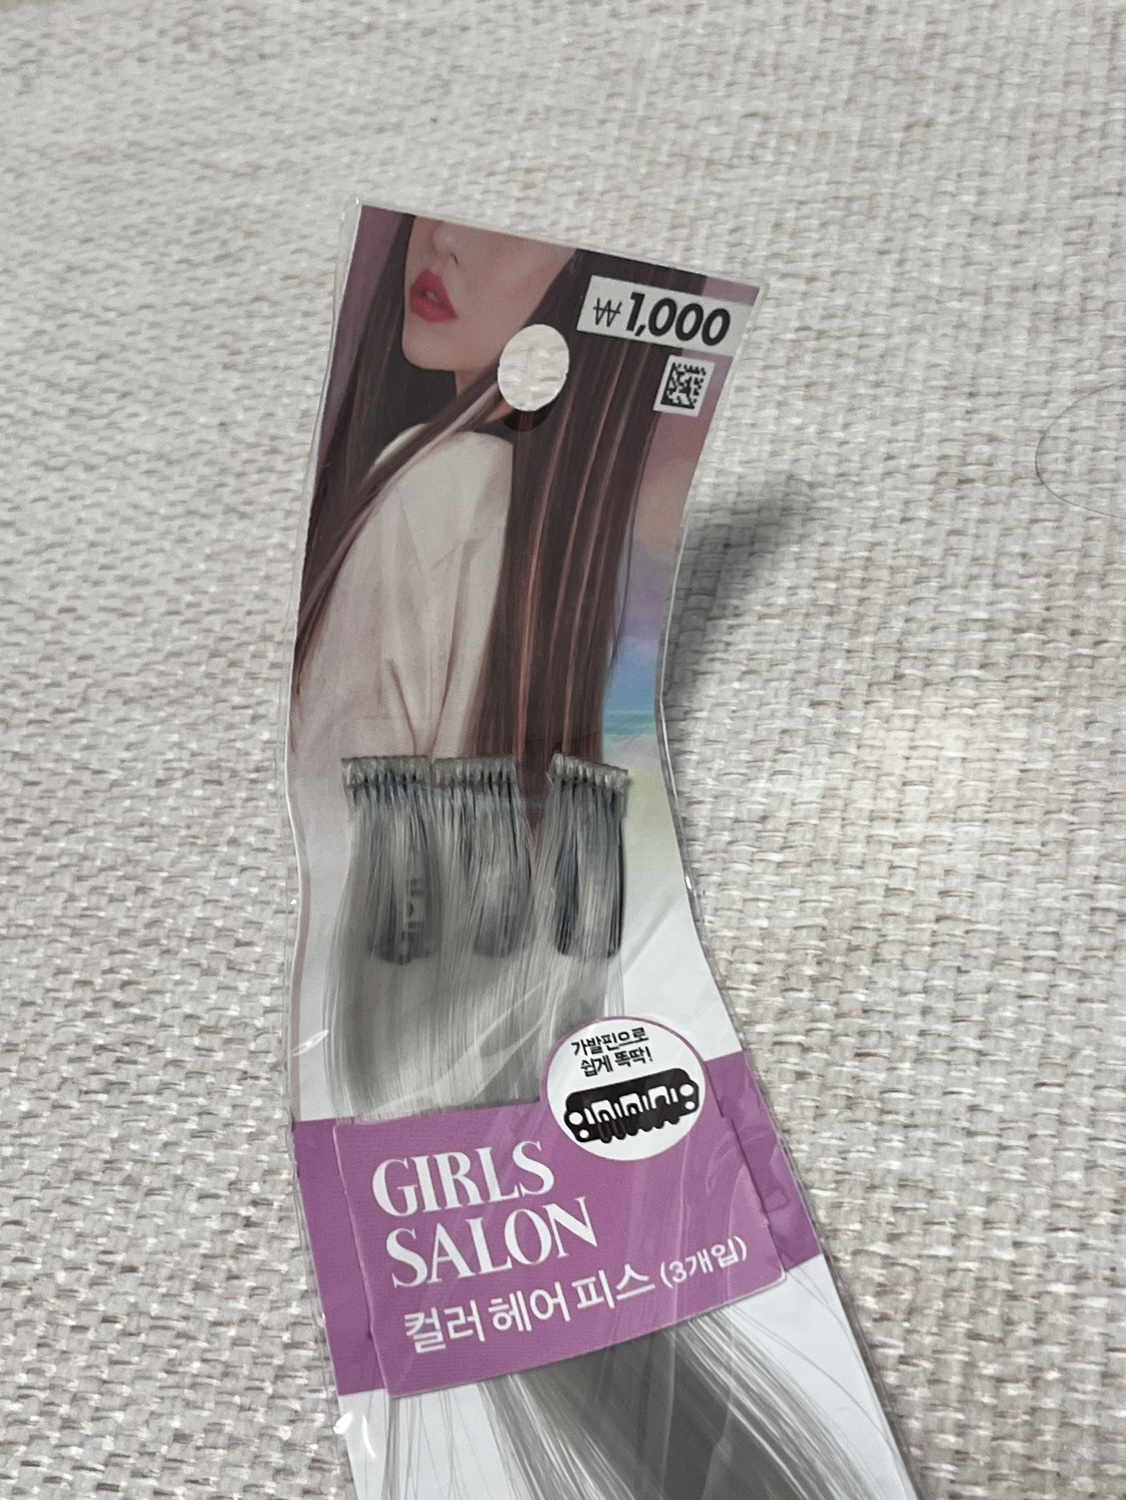 ₩1,000
가발핀으로
쉽게 똑딱!
GIRLS
SALON
컬러 헤어 피스 (3개입)